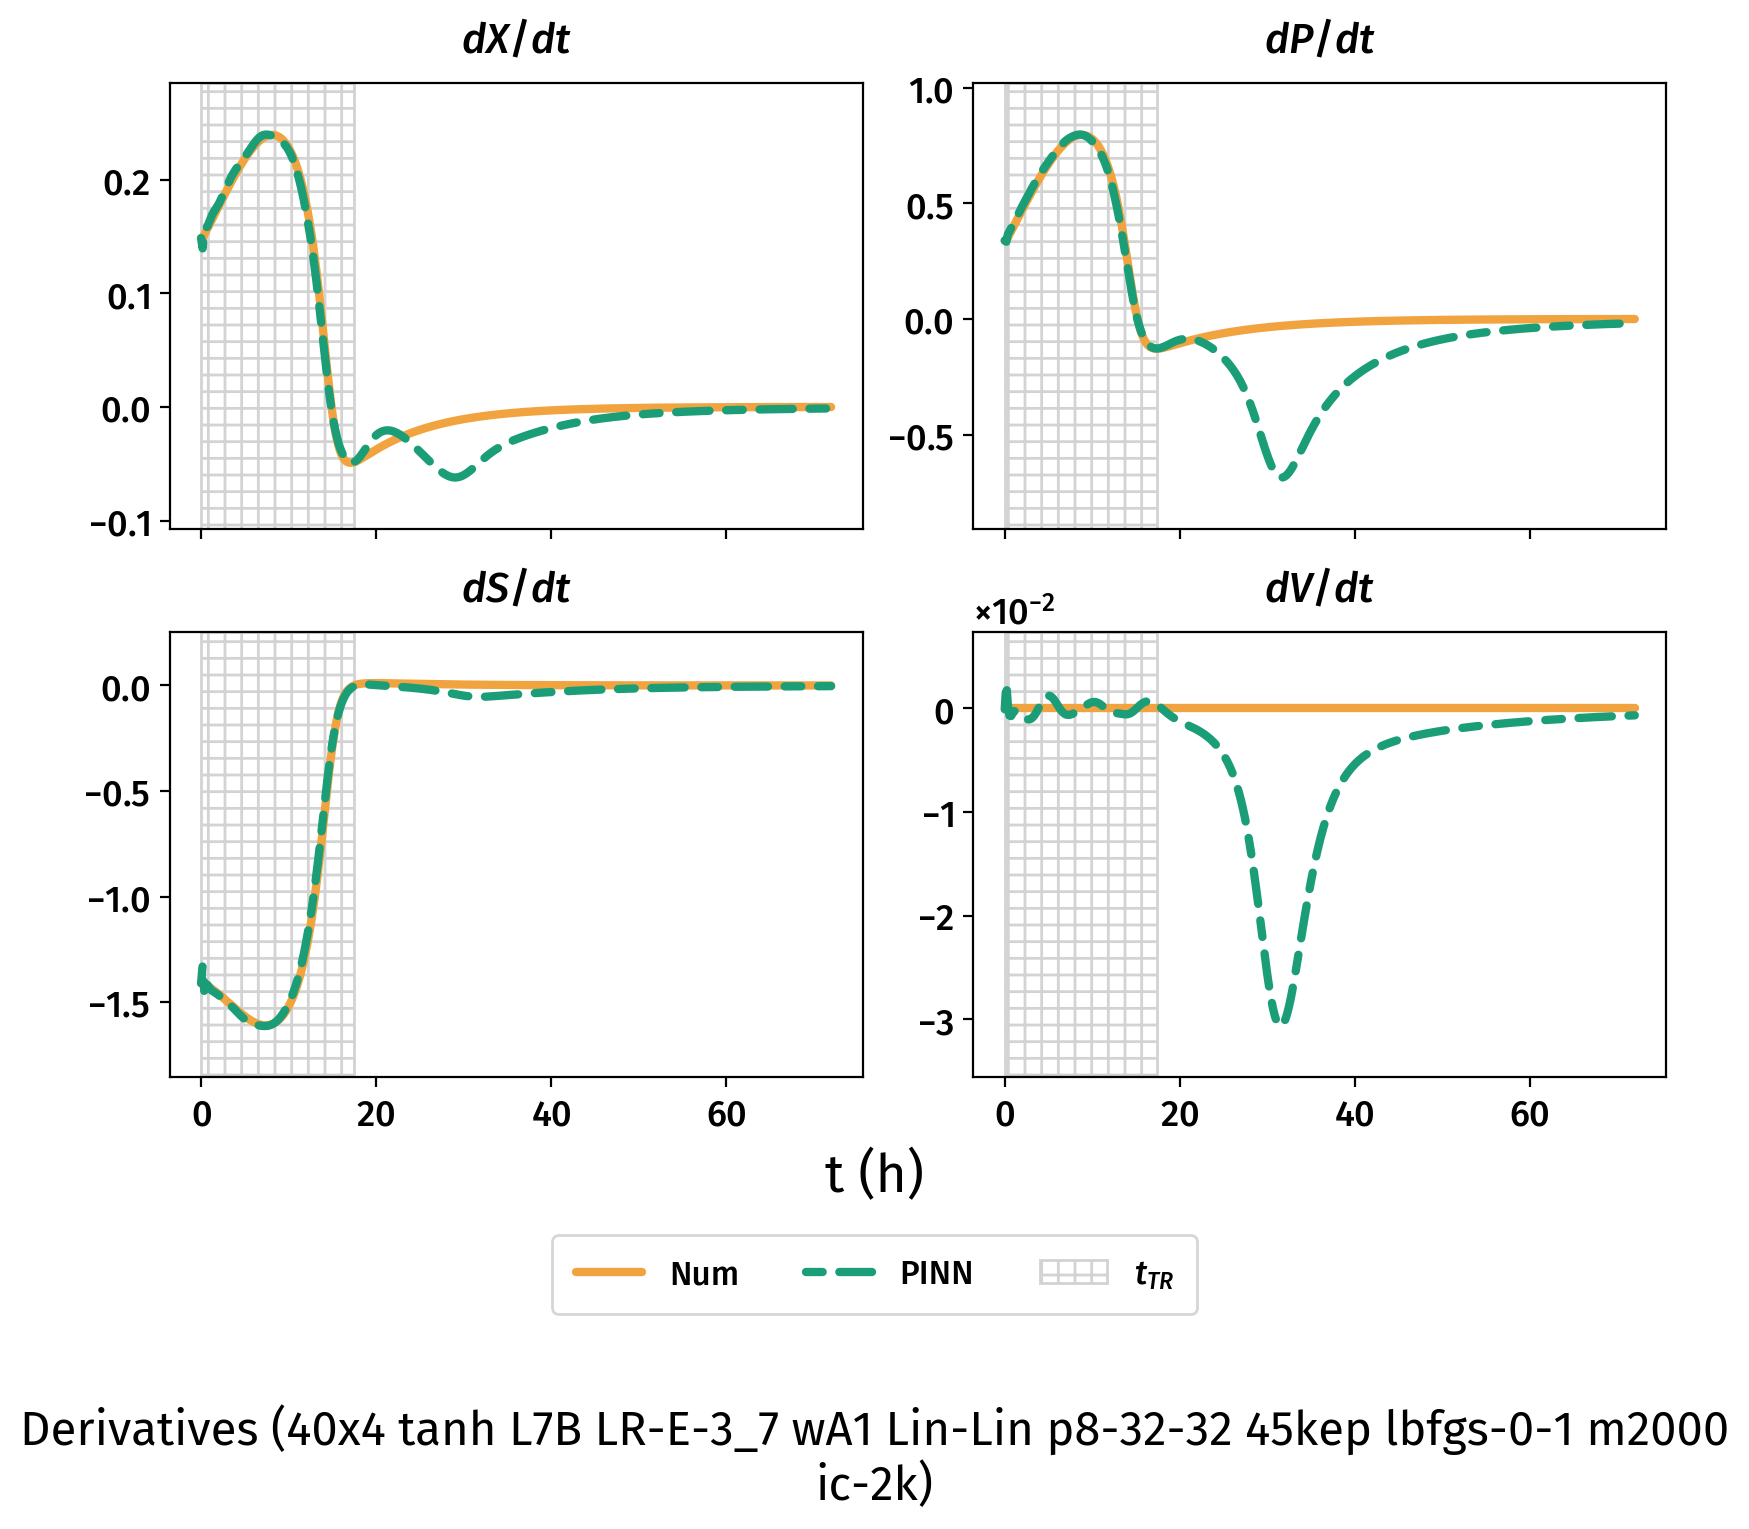 dX/dt
dP/dt
0.2
0.1
0.0
−0.1
1.0
0.5
0.0
−0.5
dS/dt
dV/dt
×10⁻²
0.0
−0.5
−1.0
−1.5
0
−1
−2
−3
0 20 40 60
0 20 40 60
t (h)
Num PINN t_TR
Derivatives (40x4 tanh L7B LR-E-3_7 wA1 Lin-Lin p8-32-32 45kep lbfgs-0-1 m2000
ic-2k)